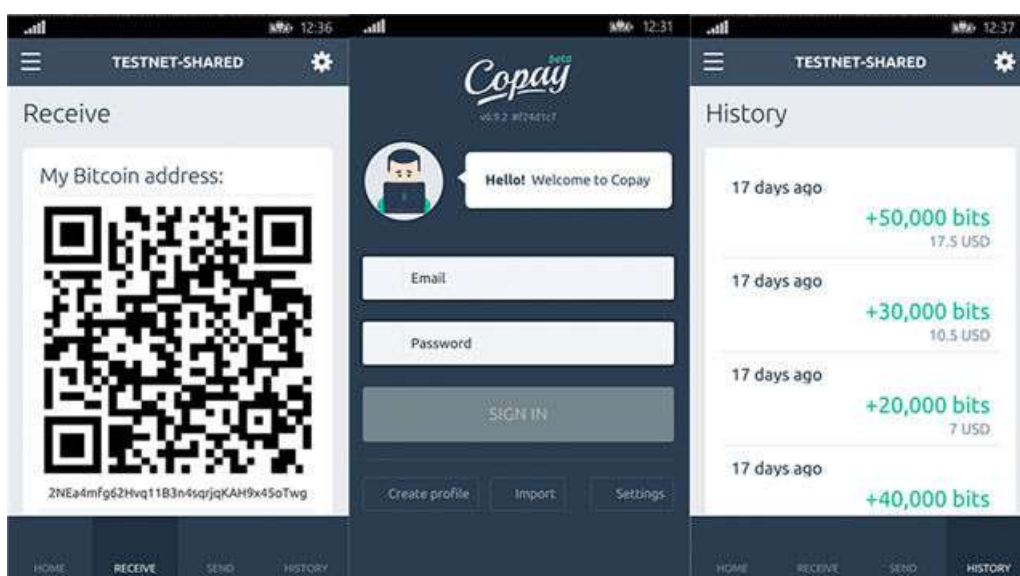 12:36
TESTNET-SHARED
Receive
My Bitcoin address:
2NEa4mfg62Hvq11B3n4sqrjqKAH9x45oTwg
HOME RECEIVE SEND HISTORY
12:31
Copay beta
Hello! Welcome to Copay
Email
Password
SIGN IN
Create profile Import Settings
12:37
TESTNET-SHARED
History
17 days ago
+50,000 bits
17.5 USD
17 days ago
+30,000 bits
10.5 USD
17 days ago
+20,000 bits
7 USD
17 days ago
+40,000 bits
HOME RECEIVE SEND HISTORY